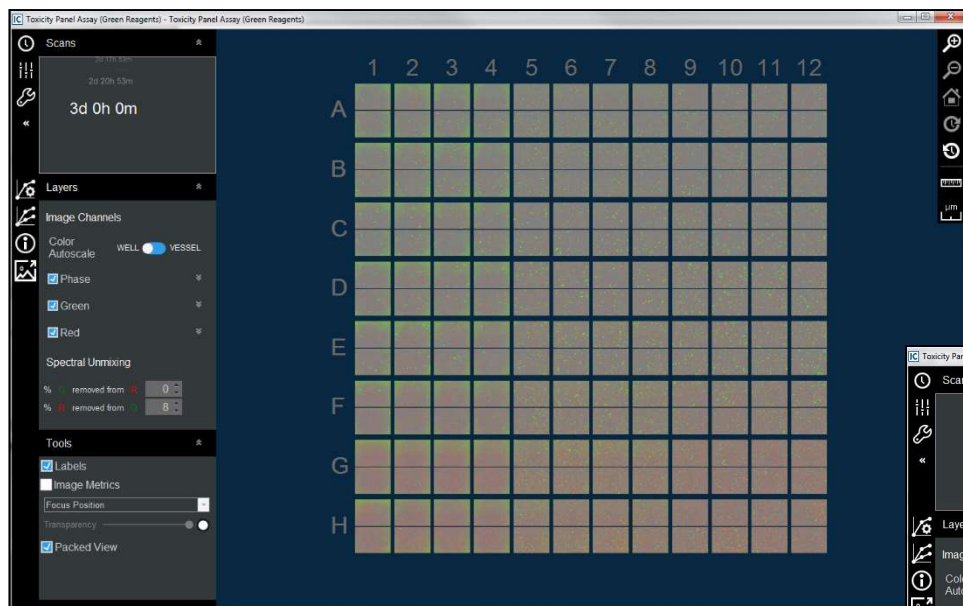 IC Toxicity Panel Assay (Green Reagents) - Toxicity Panel Assay (Green Reagents)
Scans
2d 20h 53m
3d 0h 0m
Layers
Image Channels
Color Autoscale WELL VESSEL
Phase
Green
Red
Spectral Unmixing
% G removed from R 0
% R removed from G 8
Tools
Labels
Image Metrics
Focus Position
Transparency
Packed View
1 2 3 4 5 6 7 8 9 10 11 12
A
B
C
D
E
F
G
H
µm
IC Toxicity Pan
Scan
Laye
Imag
Colo
Auto